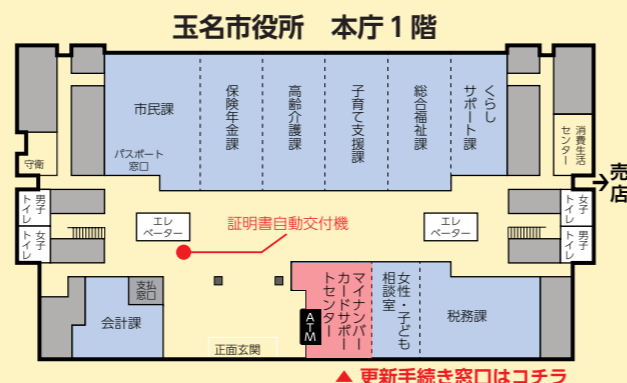 玉名市役所 本庁1階
市民課
パスポート
窓口
保険年金課
高齢介護課
子育て支援課
総合福祉課
くらし
サポート課
消費生活
センター
守衛
→売店
男子
トイレ
女子
トイレ
エレ
ベーター
証明書自動交付機
エレ
ベーター
女子
トイレ
男子
トイレ
支払
窓口
会計課
正面玄関
ATM
マイナンバー
カードサポー
トセンター
女性・子ども
相談室
税務課
▲ 更新手続き窓口はコチラ